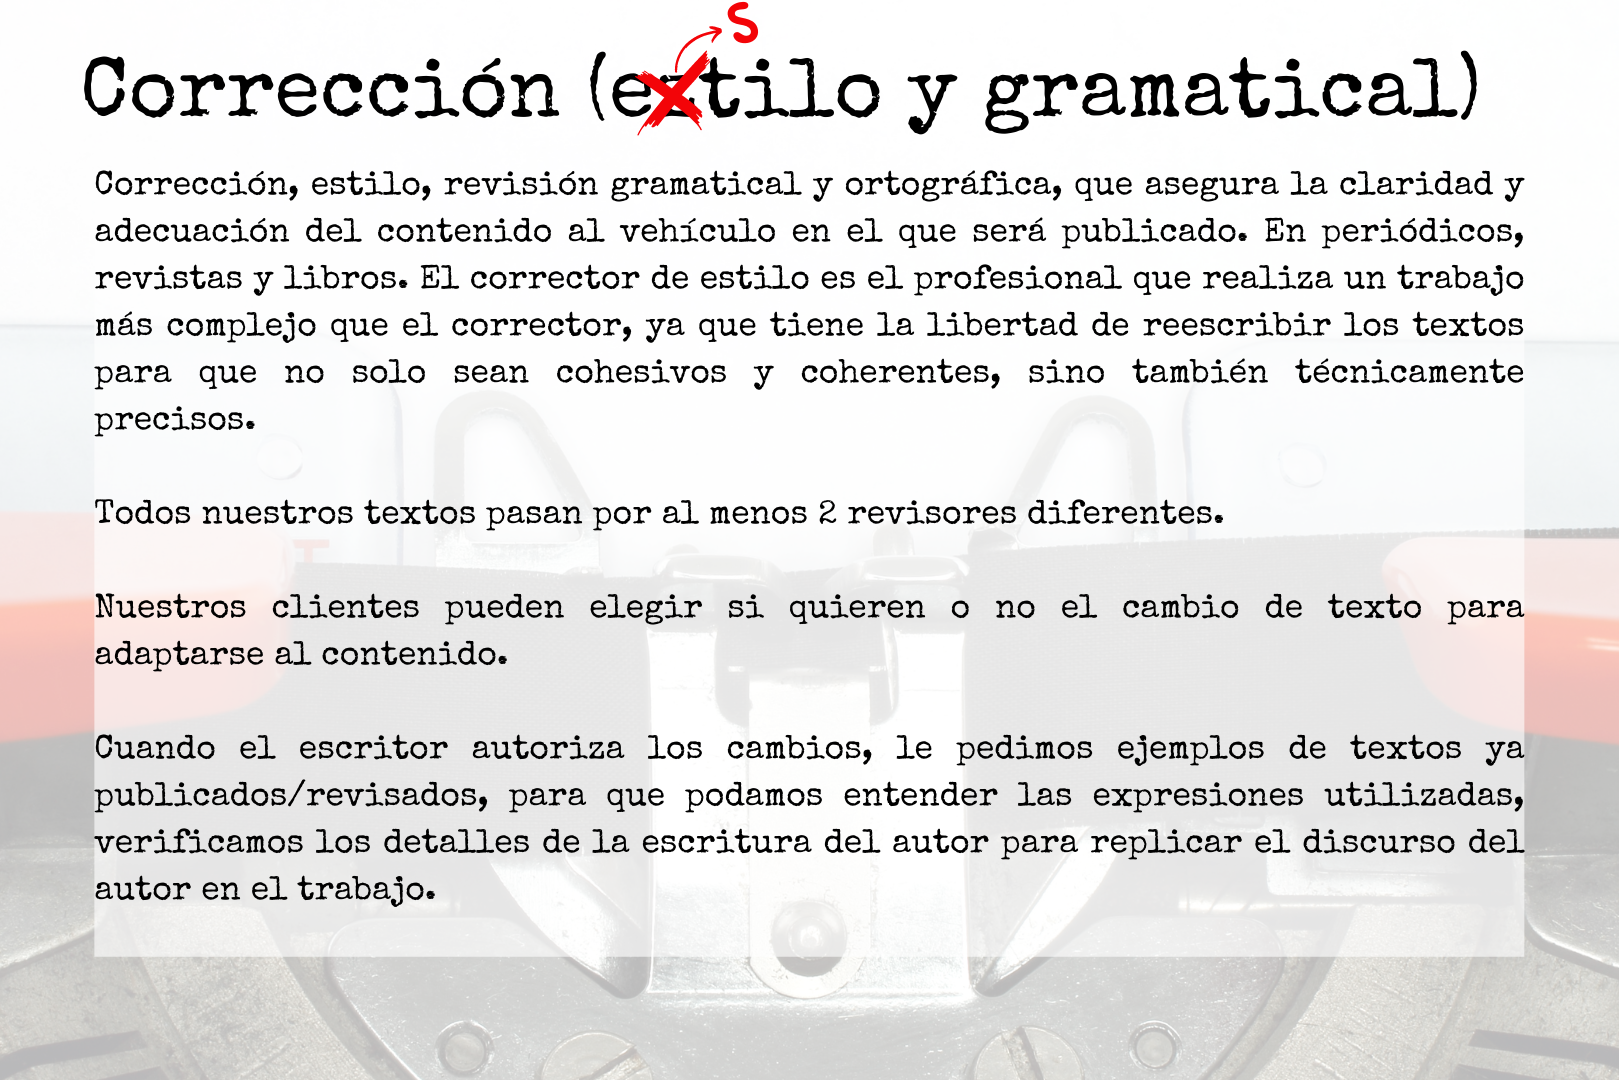 S
Corrección (eztilo y gramatical)
Corrección, estilo, revisión gramatical y ortográfica, que asegura la claridad y
adecuación del contenido al vehículo en el que será publicado. En periódicos,
revistas y libros. El corrector de estilo es el profesional que realiza un trabajo
más complejo que el corrector, ya que tiene la libertad de reescribir los textos
para que no solo sean cohesivos y coherentes, sino también técnicamente
precisos.
Todos nuestros textos pasan por al menos 2 revisores diferentes.
Nuestros clientes pueden elegir si quieren o no el cambio de texto para
adaptarse al contenido.
Cuando el escritor autoriza los cambios, le pedimos ejemplos de textos ya
publicados/revisados, para que podamos entender las expresiones utilizadas,
verificamos los detalles de la escritura del autor para replicar el discurso del
autor en el trabajo.